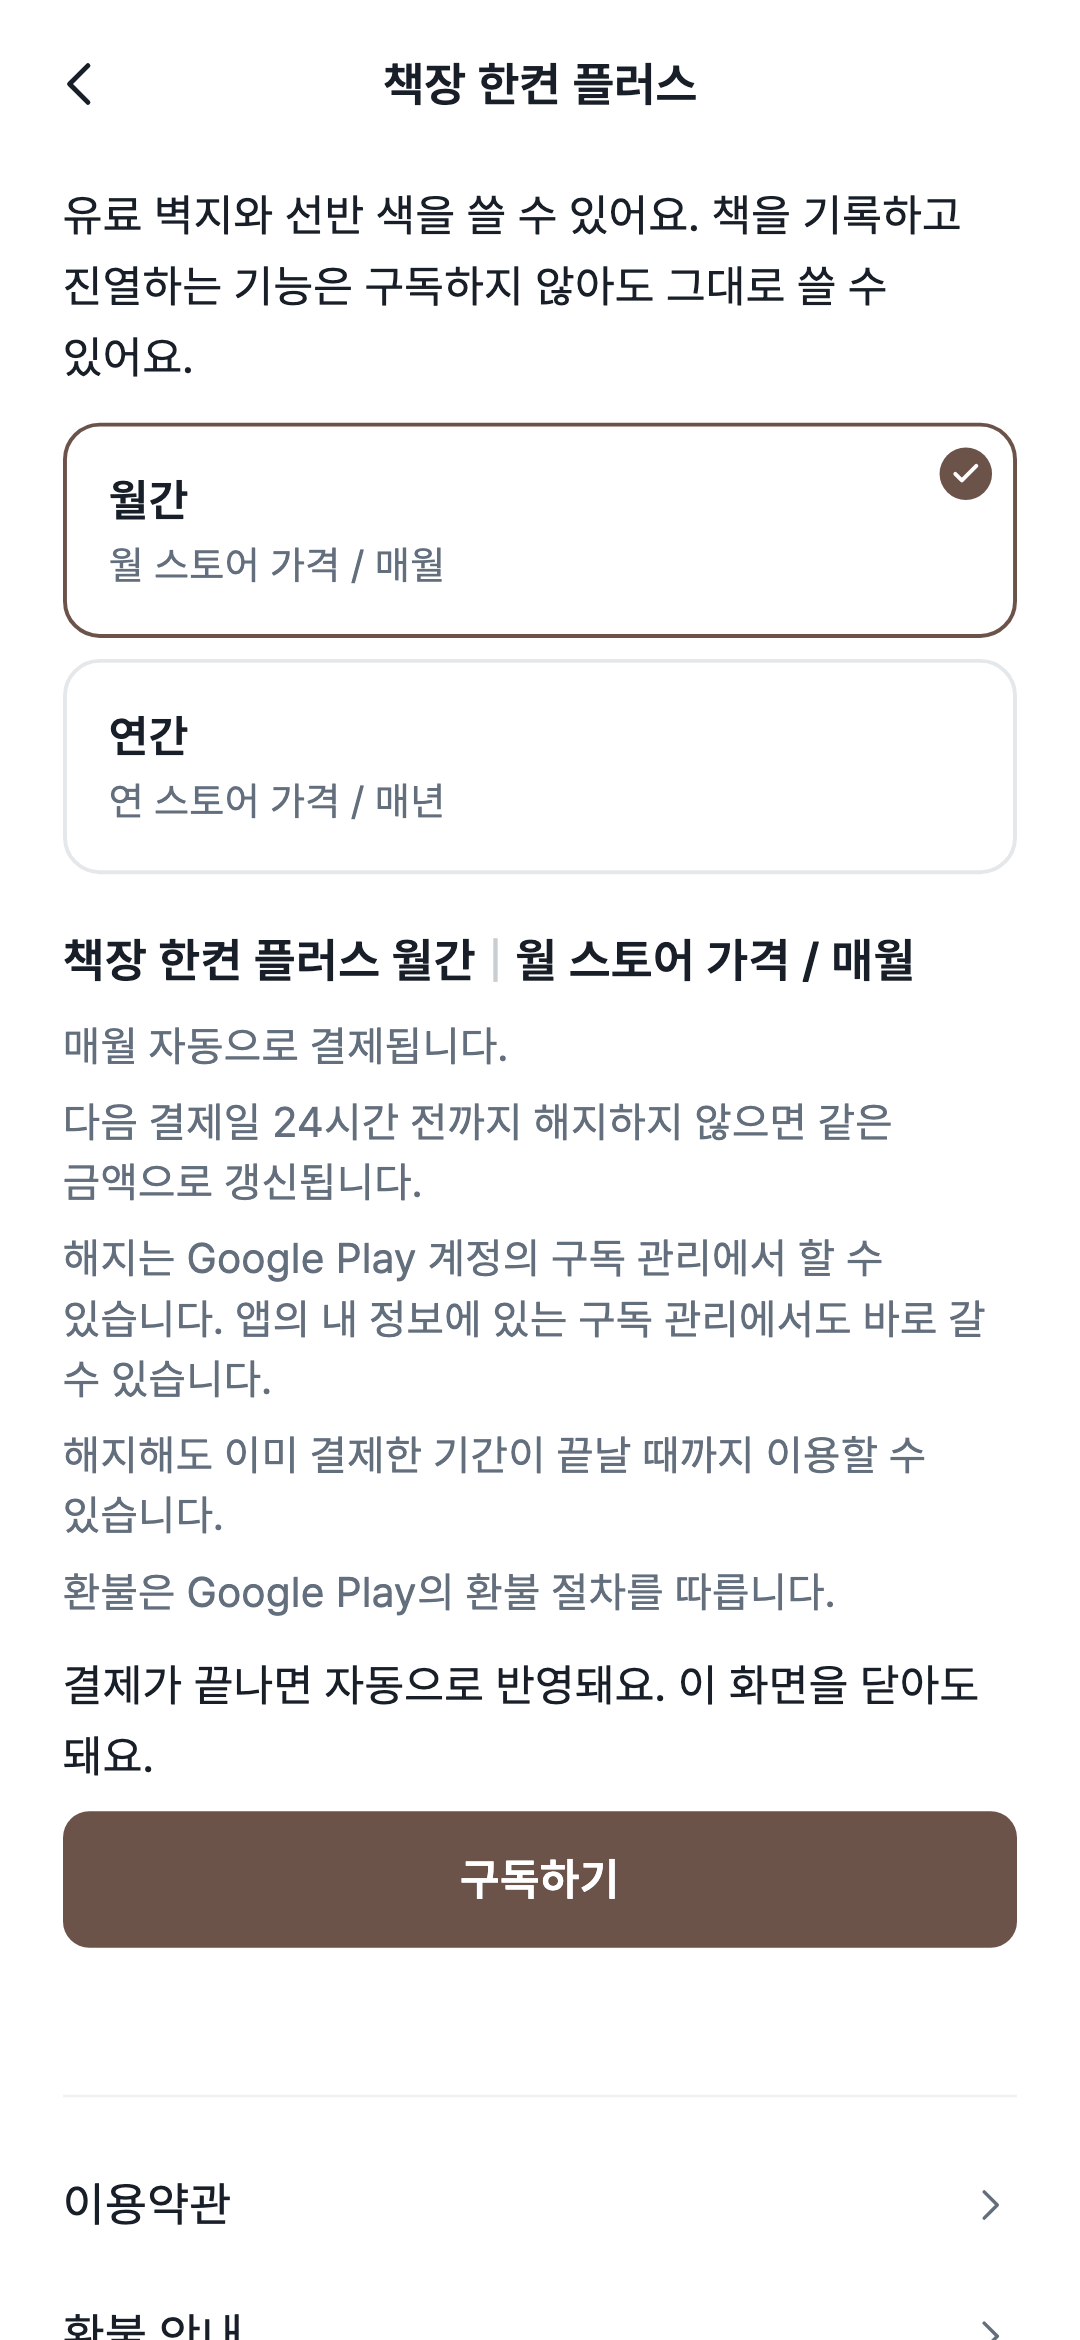 책장 한켠 플러스
유료 벽지와 선반 색을 쓸 수 있어요. 책을 기록하고
진열하는 기능은 구독하지 않아도 그대로 쓸 수
있어요.
월간
월 스토어 가격 / 매월
연간
연 스토어 가격 / 매년
책장 한켠 플러스 월간 | 월 스토어 가격 / 매월
매월 자동으로 결제됩니다.
다음 결제일 24시간 전까지 해지하지 않으면 같은
금액으로 갱신됩니다.
해지는 Google Play 계정의 구독 관리에서 할 수
있습니다. 앱의 내 정보에 있는 구독 관리에서도 바로 갈
수 있습니다.
해지해도 이미 결제한 기간이 끝날 때까지 이용할 수
있습니다.
환불은 Google Play의 환불 절차를 따릅니다.
결제가 끝나면 자동으로 반영돼요. 이 화면을 닫아도
돼요.
구독하기
이용약관
환불 안내